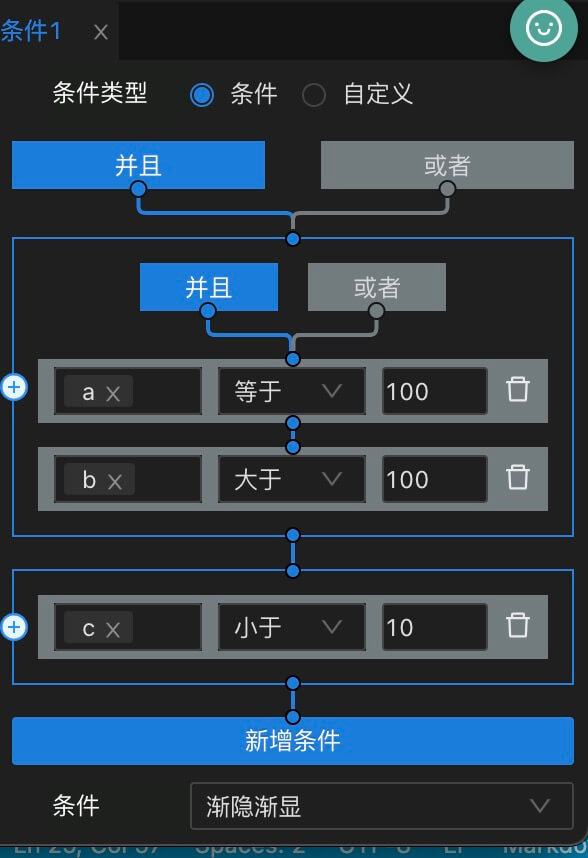 条件1 X
条件类型 条件 自定义
并且 或者
并且 或者
a X 等于 100
b X 大于 100
c X 小于 10
新增条件
条件 渐隐渐显